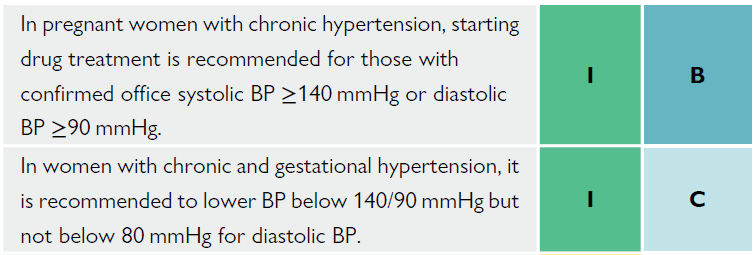 In pregnant women with chronic hypertension, starting
drug treatment is recommended for those with
confirmed office systolic BP ≥140 mmHg or diastolic
BP ≥90 mmHg.
I
B
In women with chronic and gestational hypertension, it
is recommended to lower BP below 140/90 mmHg but
not below 80 mmHg for diastolic BP.
I
C